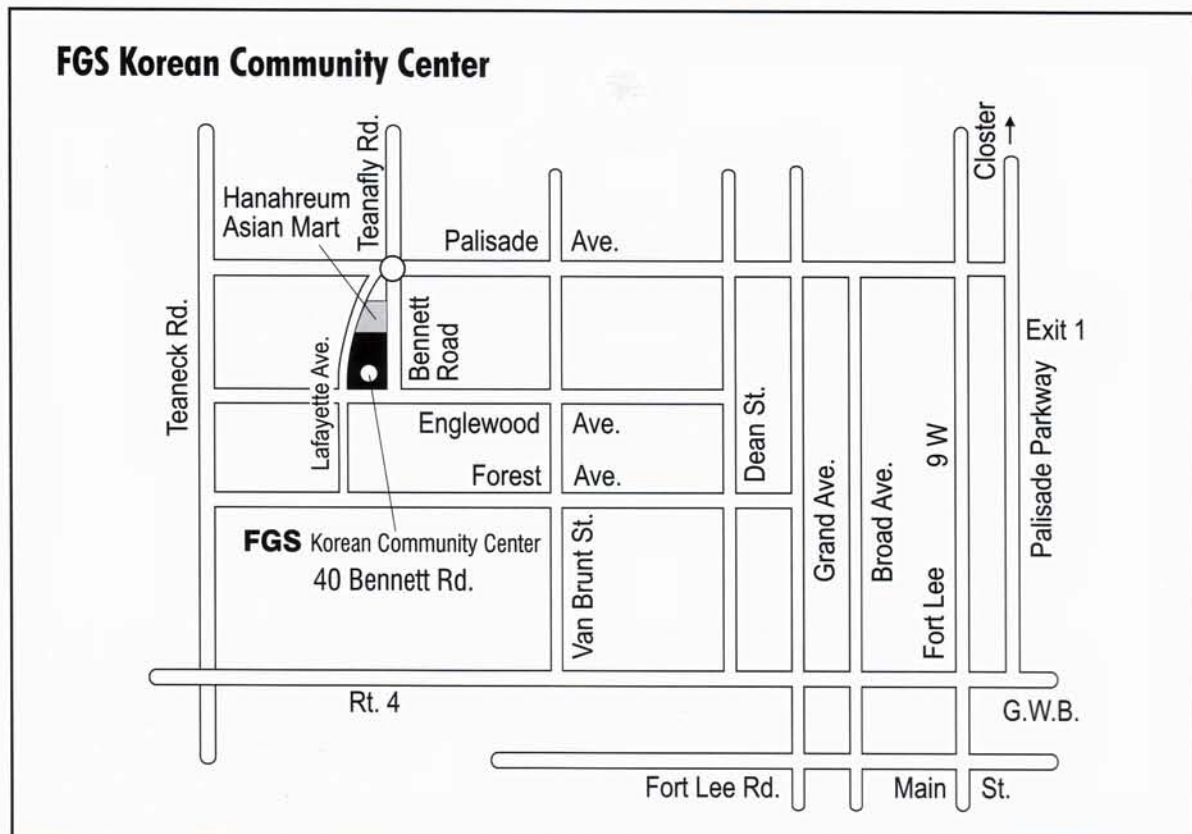 FGS Korean Community Center
Closter
Teanafly Rd.
Hanahreum
Asian Mart
Palisade Ave.
Teaneck Rd.
Lafayette Ave.
Bennett
Road
Exit 1
Palisade Parkway
Englewood Ave.
Dean St.
9 W
Forest Ave.
Grand Ave.
Broad Ave.
FGS Korean Community Center
40 Bennett Rd.
Van Brunt St.
Fort Lee
Rt. 4
G.W.B.
Fort Lee Rd.
Main St.